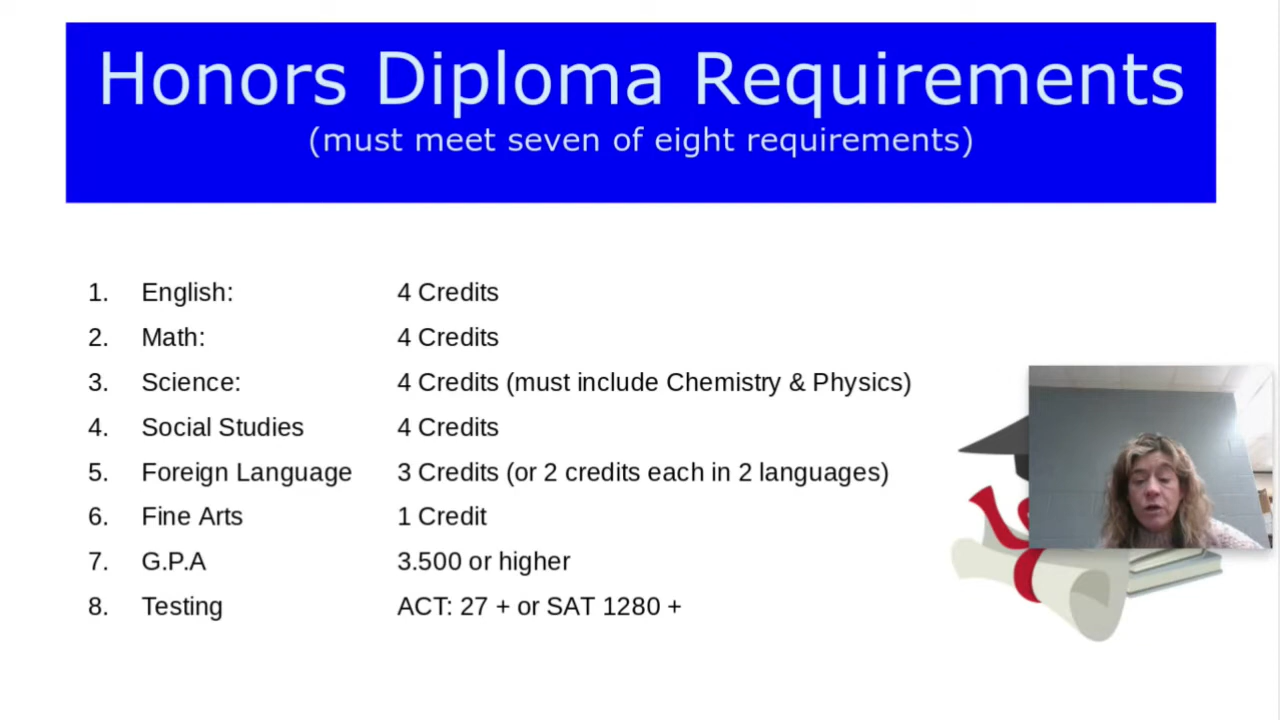 Honors Diploma Requirements
(must meet seven of eight requirements)
1. English: 4 Credits
2. Math: 4 Credits
3. Science: 4 Credits (must include Chemistry & Physics)
4. Social Studies 4 Credits
5. Foreign Language 3 Credits (or 2 credits each in 2 languages)
6. Fine Arts 1 Credit
7. G.P.A 3.500 or higher
8. Testing ACT: 27 + or SAT 1280 +